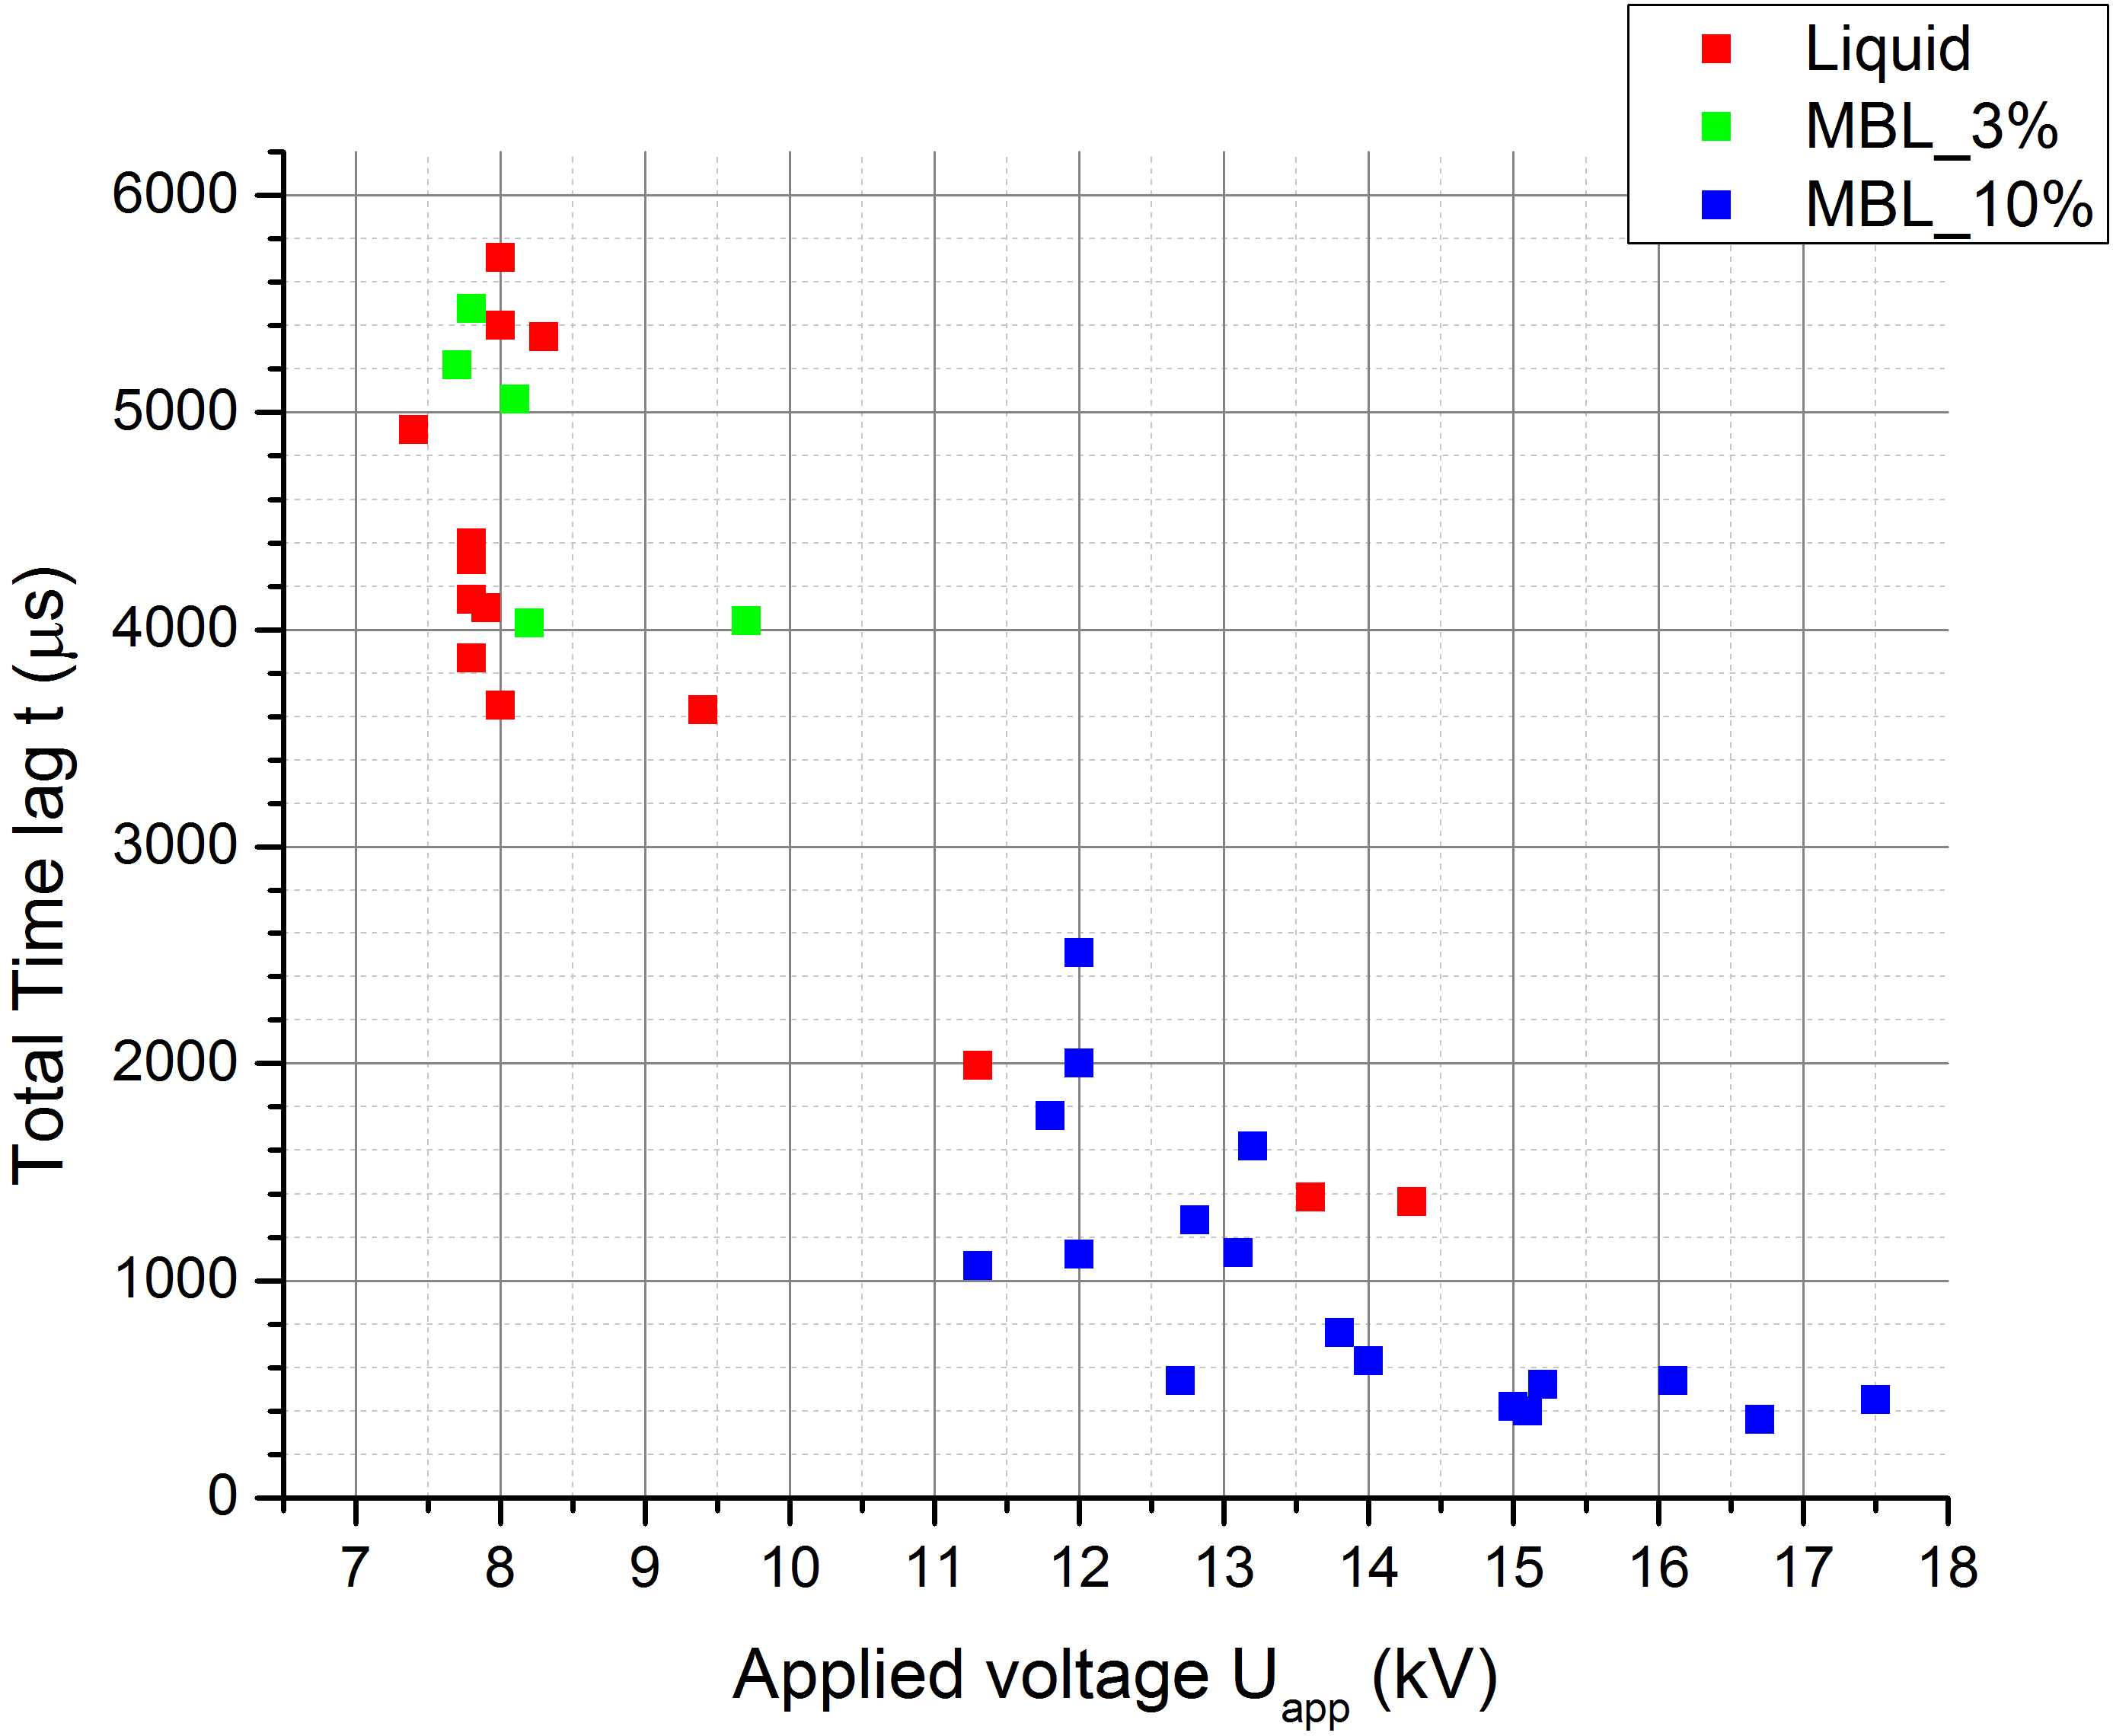 Liquid
MBL_3%
MBL_10%
6000
5000
4000
3000
2000
1000
0
7 8 9 10 11 12 13 14 15 16 17 18
Total Time lag t (μs)
Applied voltage Uapp (kV)